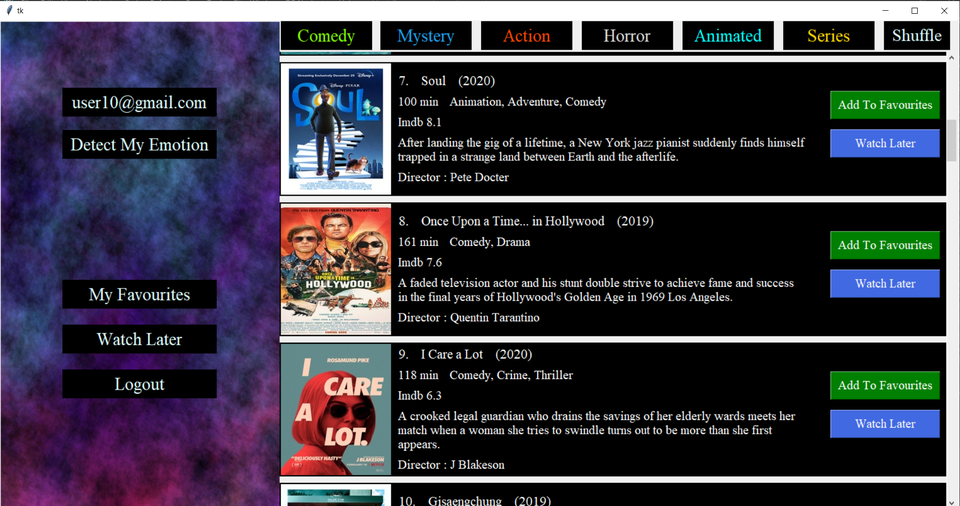 tk
Comedy Mystery Action Horror Animated Series Shuffle
user10@gmail.com
Detect My Emotion
My Favourites
Watch Later
Logout
Disney PIXAR
SOUL
7. Soul (2020)
100 min Animation, Adventure, Comedy
Imdb 8.1
After landing the gig of a lifetime, a New York jazz pianist suddenly finds himself
trapped in a strange land between Earth and the afterlife.
Director : Pete Docter
Add To Favourites
Watch Later
ONCE
UPON A TIME... IN
HOLLYWOOD
8. Once Upon a Time... in Hollywood (2019)
161 min Comedy, Drama
Imdb 7.6
A faded television actor and his stunt double strive to achieve fame and success
in the final years of Hollywood's Golden Age in 1969 Los Angeles.
Director : Quentin Tarantino
Add To Favourites
Watch Later
ROSAMUND PIKE
I
CARE
A
LOT.
"DELICIOUSLY NASTY"
J BLAKESON
9. I Care a Lot (2020)
118 min Comedy, Crime, Thriller
Imdb 6.3
A crooked legal guardian who drains the savings of her elderly wards meets her
match when a woman she tries to swindle turns out to be more than she first
appears.
Director : J Blakeson
Add To Favourites
Watch Later
10. Gisaengchung (2019)